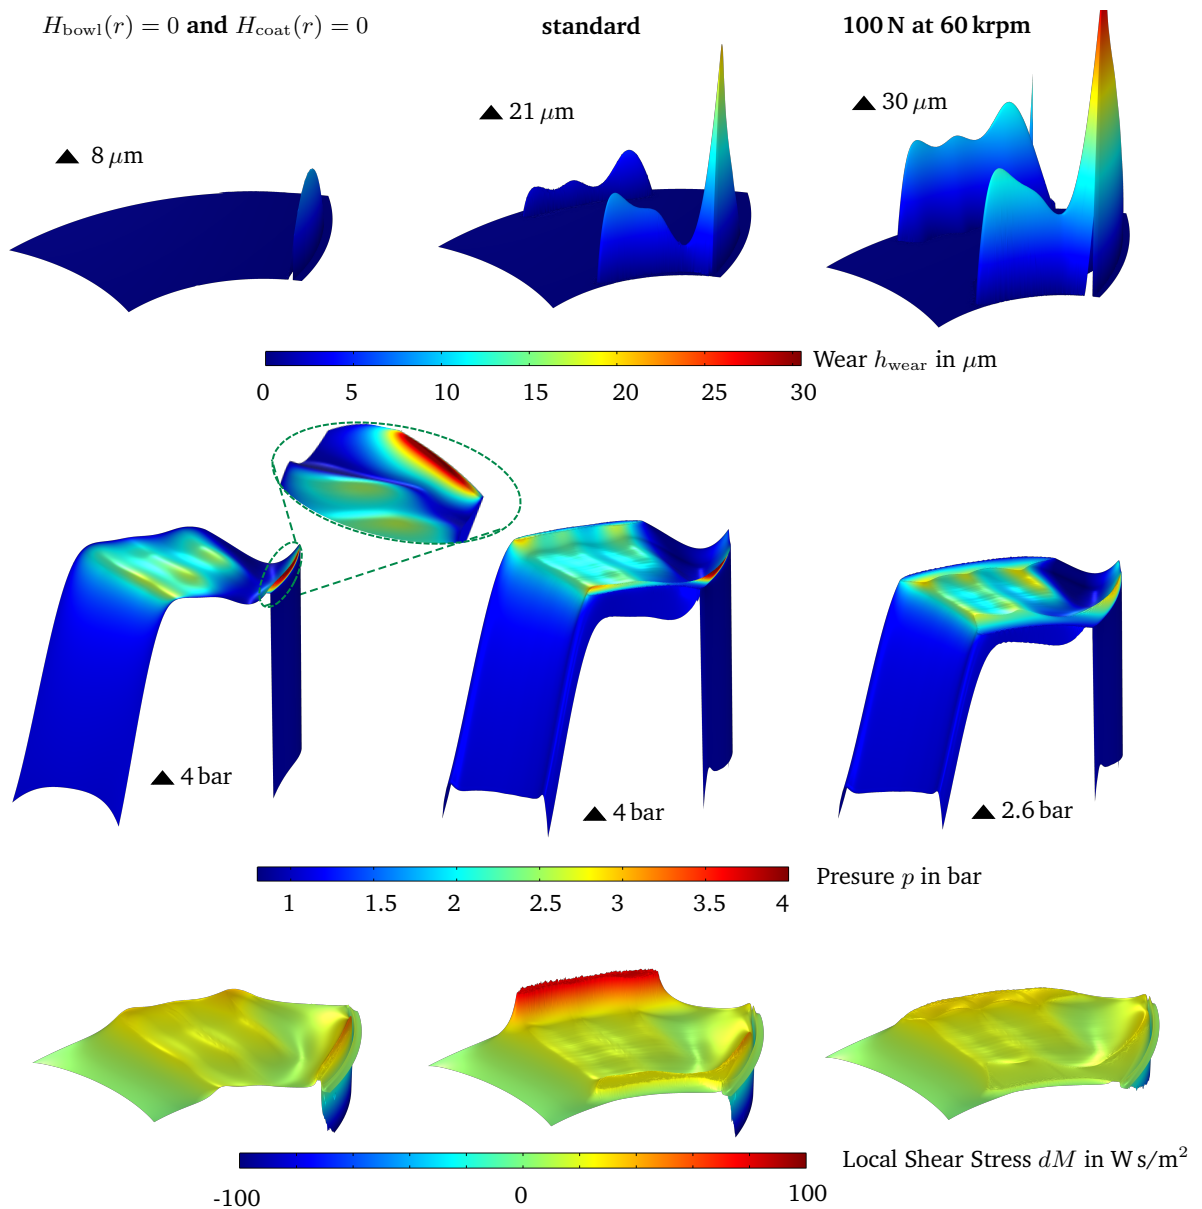 H_bowl(r) = 0 and H_coat(r) = 0
standard
100 N at 60 krpm
▲ 8 μm
▲ 21 μm
▲ 30 μm
Wear h_wear in μm
0 5 10 15 20 25 30
▲ 4 bar
▲ 4 bar
▲ 2.6 bar
Presure p in bar
1 1.5 2 2.5 3 3.5 4
Local Shear Stress dM in W s/m²
-100 0 100